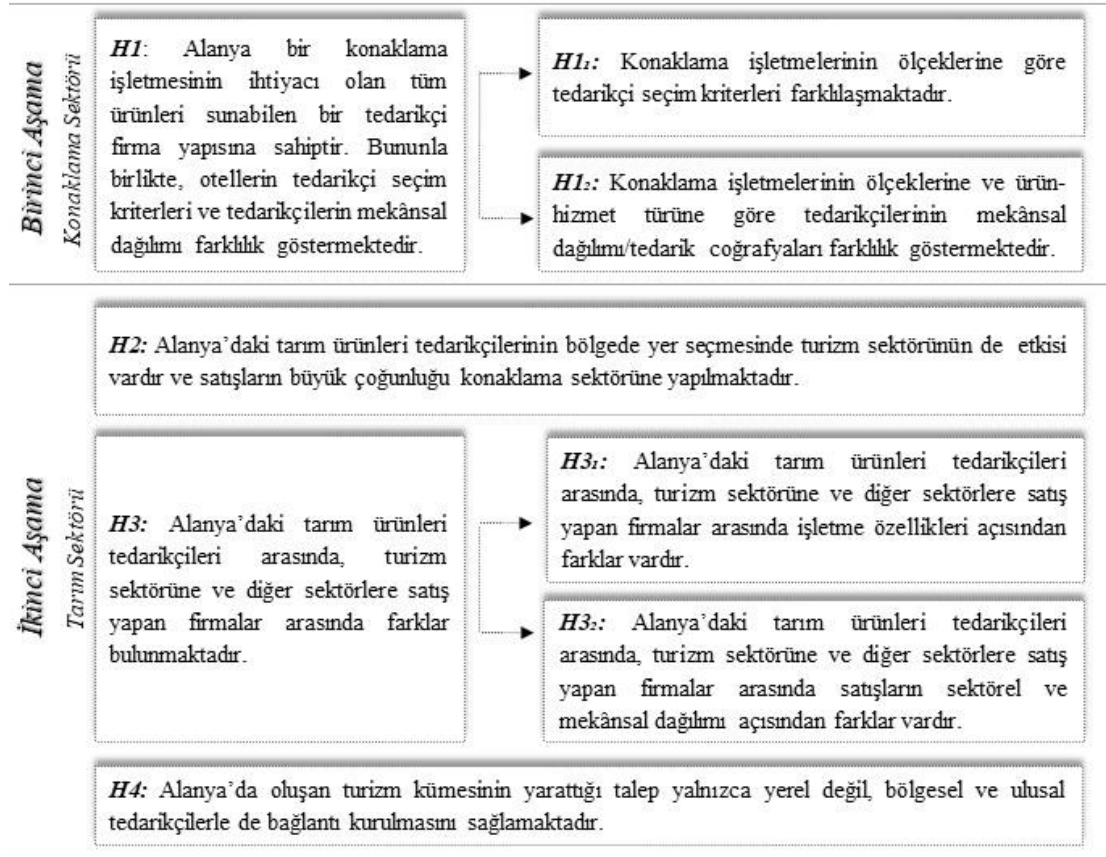 Birinci Aşama
Konaklama Sektörü
H1: Alanya bir konaklama
işletmesinin ihtiyacı olan tüm
ürünleri sunabilen bir tedarikçi
firma yapısına sahiptir. Bununla
birlikte, otellerin tedarikçi seçim
kriterleri ve tedarikçilerin mekânsal
dağılımı farklılık göstermektedir.
H1₁: Konaklama işletmelerinin ölçeklerine göre
tedarikçi seçim kriterleri farklılaşmaktadır.
H1₂: Konaklama işletmelerinin ölçeklerine ve ürün-
hizmet türüne göre tedarikçilerinin mekânsal
dağılımı/tedarik coğrafyaları farklılık göstermektedir.
İkinci Aşama
Tarım Sektörü
H2: Alanya’daki tarım ürünleri tedarikçilerinin bölgede yer seçmesinde turizm sektörünün de etkisi
vardır ve satışların büyük çoğunluğu konaklama sektörüne yapılmaktadır.
H3: Alanya’daki tarım ürünleri
tedarikçileri arasında, turizm
sektörüne ve diğer sektörlere satış
yapan firmalar arasında farklar
bulunmaktadır.
H3₁: Alanya’daki tarım ürünleri tedarikçileri
arasında, turizm sektörüne ve diğer sektörlere satış
yapan firmalar arasında işletme özellikleri açısından
farklar vardır.
H3₂: Alanya’daki tarım ürünleri tedarikçileri
arasında, turizm sektörüne ve diğer sektörlere satış
yapan firmalar arasında satışların sektörel ve
mekânsal dağılımı açısından farklar vardır.
H4: Alanya’da oluşan turizm kümesinin yarattığı talep yalnızca yerel değil, bölgesel ve ulusal
tedarikçilerle de bağlantı kurulmasını sağlamaktadır.